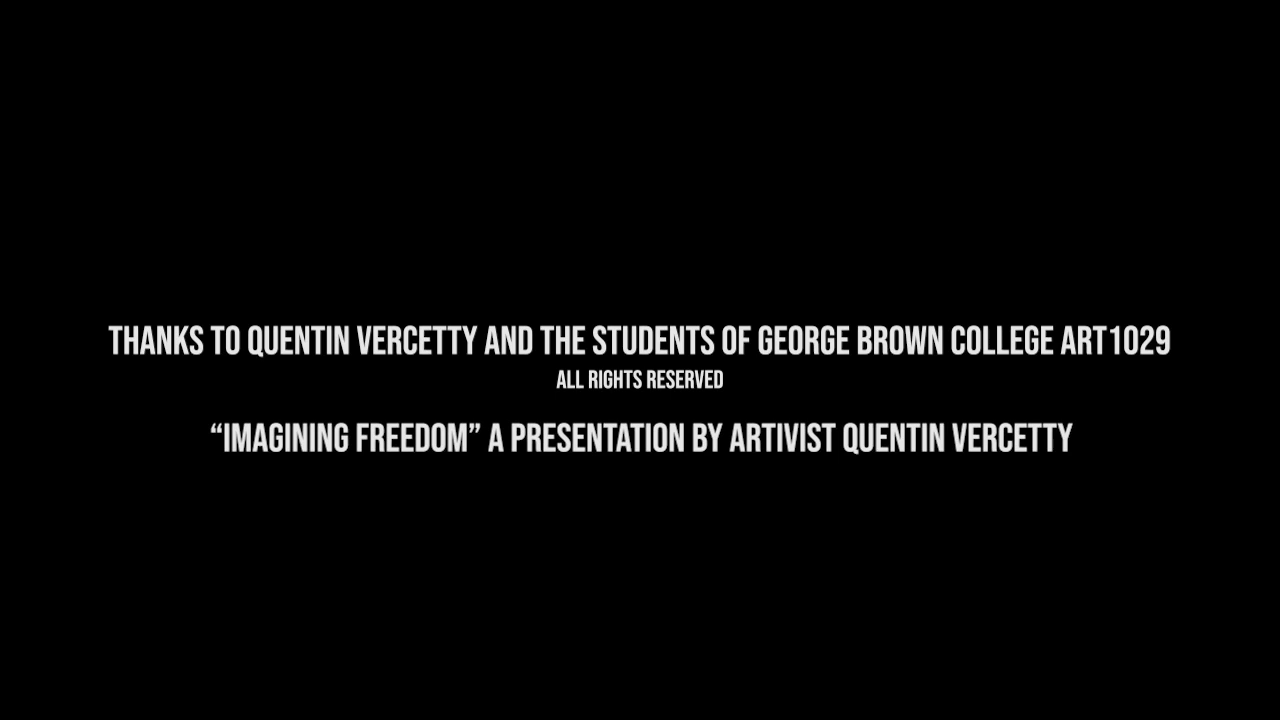 THANKS TO QUENTIN VERCETTY AND THE STUDENTS OF GEORGE BROWN COLLEGE ART1029
ALL RIGHTS RESERVED
“IMAGINING FREEDOM” A PRESENTATION BY ARTIVIST QUENTIN VERCETTY